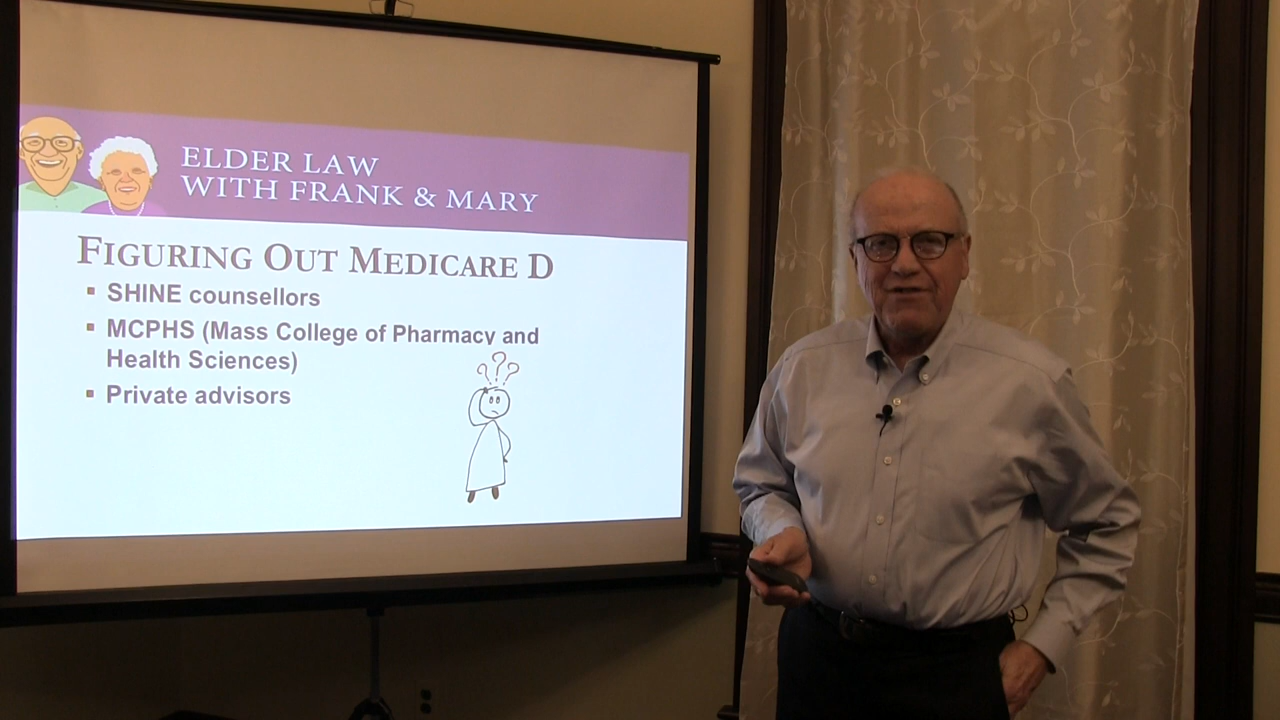 ELDER LAW
WITH FRANK & MARY
FIGURING OUT MEDICARE D
▪ SHINE counsellors
▪ MCPHS (Mass College of Pharmacy and
Health Sciences)
▪ Private advisors
? ? ?